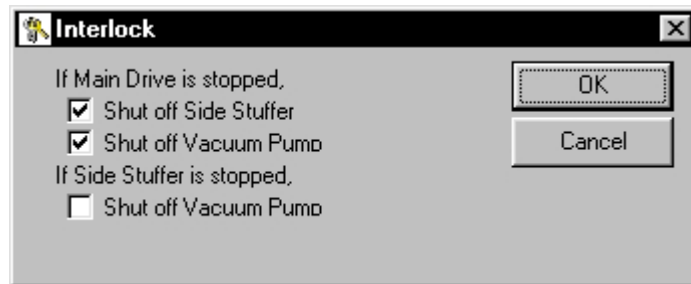 Interlock
If Main Drive is stopped,
Shut off Side Stuffer
Shut off Vacuum Pump
If Side Stuffer is stopped,
Shut off Vacuum Pump
OK
Cancel